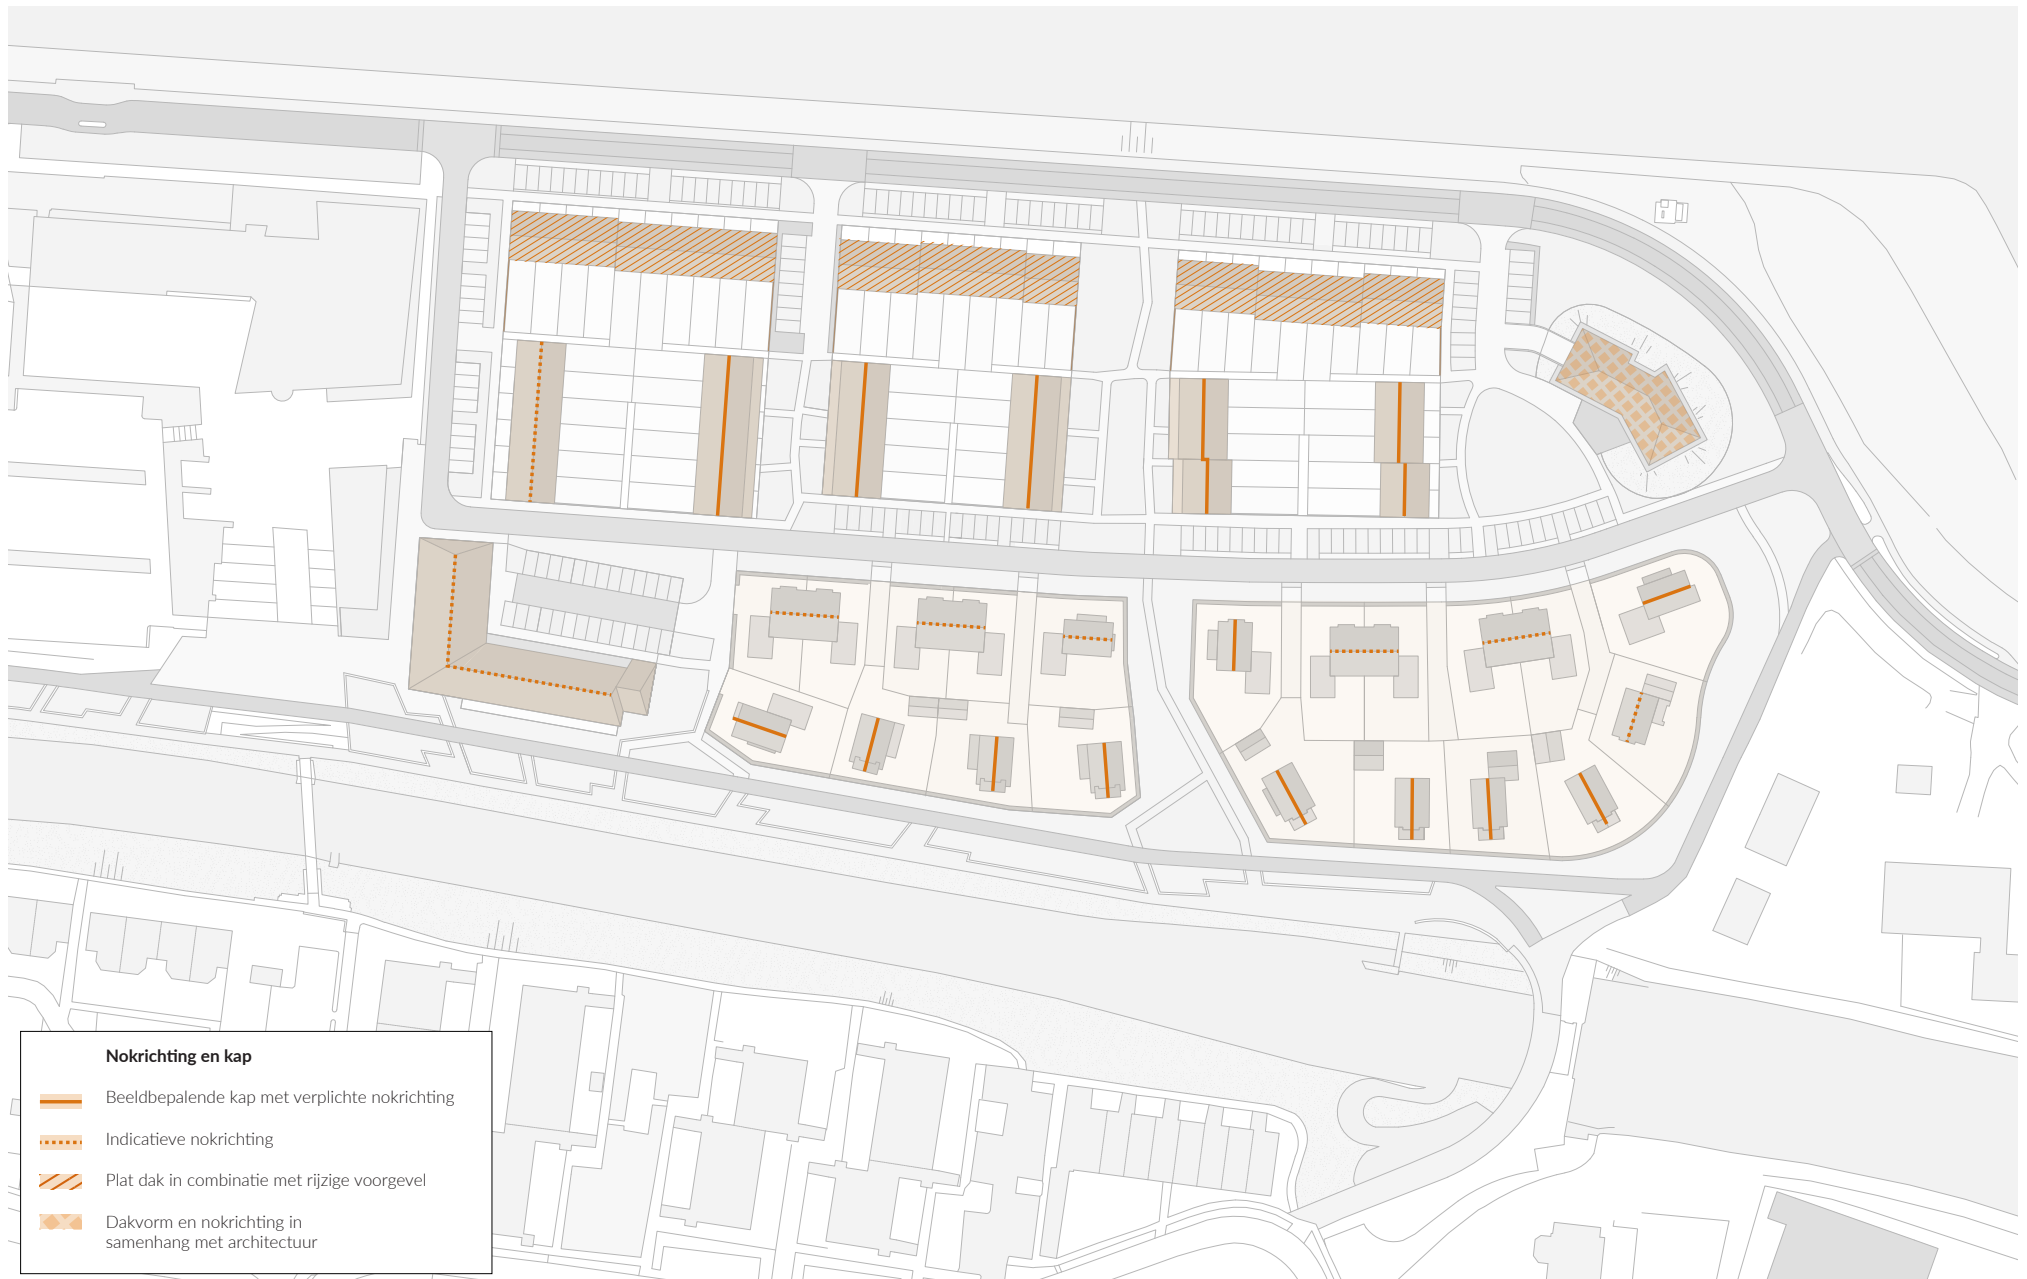 Nokrichting en kap
Beeldbepalende kap met verplichte nokrichting
Indicatieve nokrichting
Plat dak in combinatie met rijzige voorgevel
Dakvorm en nokrichting in
samenhang met architectuur